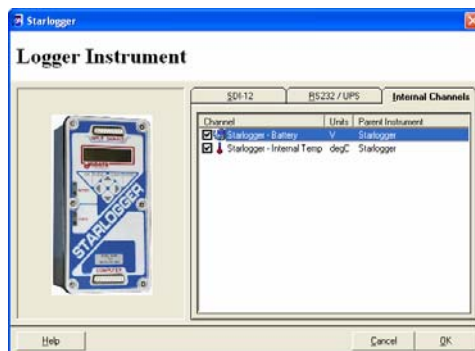 Starlogger
Logger Instrument
SDI-12
RS232 / UPS
Internal Channels
Channel Units Parent Instrument
Starlogger - Battery V Starlogger
Starlogger - Internal Temp degC Starlogger
STARLOGGER
COMPUTER
Help
Cancel
OK